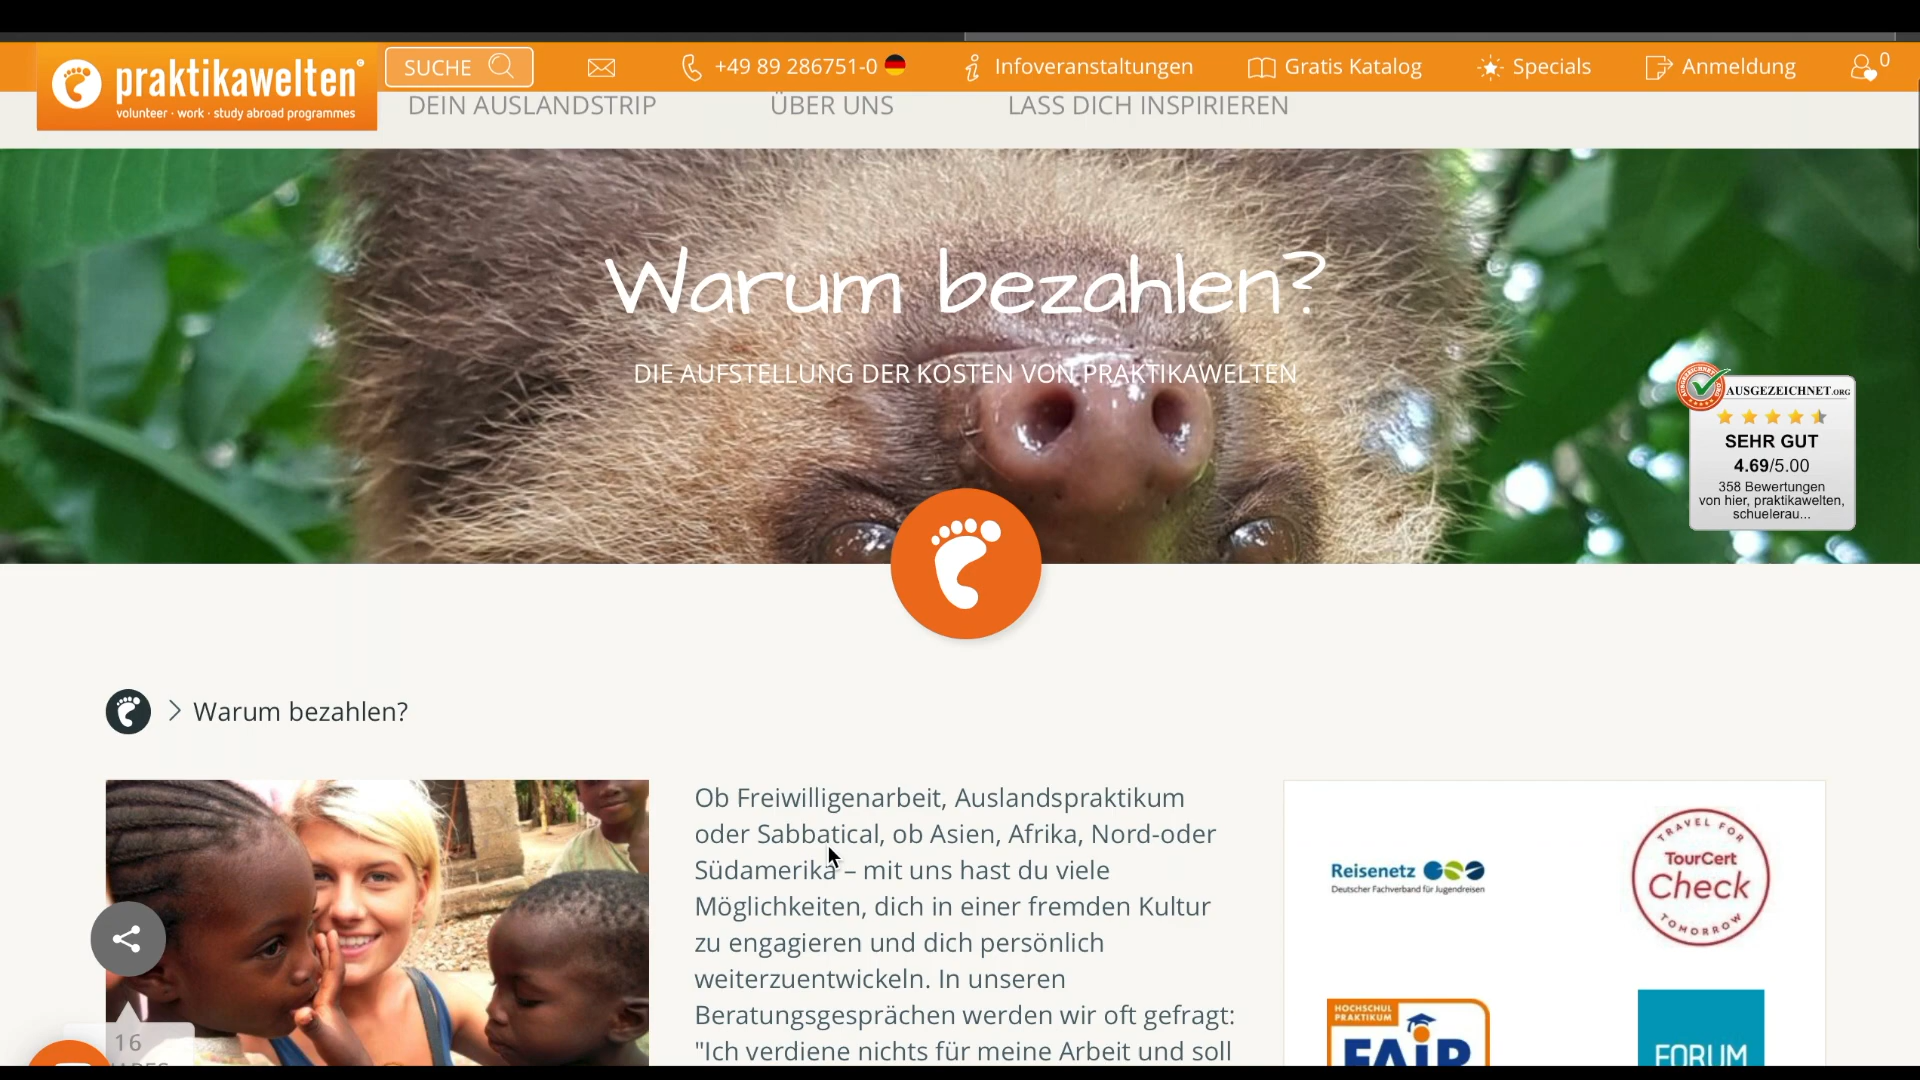 praktikawelten®
volunteer · work · study abroad programmes
SUCHE
+49 89 286751-0
Infoveranstaltungen
Gratis Katalog
Specials
Anmeldung
0
DEIN AUSLANDSTRIP
ÜBER UNS
LASS DICH INSPIRIEREN
Warum bezahlen?
DIE AUFSTELLUNG DER KOSTEN VON PRAKTIKAWELTEN
AUSGEZEICHNET.ORG
SEHR GUT
4.69/5.00
358 Bewertungen
von hier, praktikawelten,
schuelerau...
Warum bezahlen?
Ob Freiwilligenarbeit, Auslandspraktikum
oder Sabbatical, ob Asien, Afrika, Nord-oder
Südamerika – mit uns hast du viele
Möglichkeiten, dich in einer fremden Kultur
zu engagieren und dich persönlich
weiterzuentwickeln. In unseren
Beratungsgesprächen werden wir oft gefragt:
"Ich verdiene nichts für meine Arbeit und soll
Reisenetz
Deutscher Fachverband für Jugendreisen
TRAVEL FOR
TourCert
Check
TOMORROW
HOCHSCHUL
PRAKTIKUM
FAIR
FORUM
16